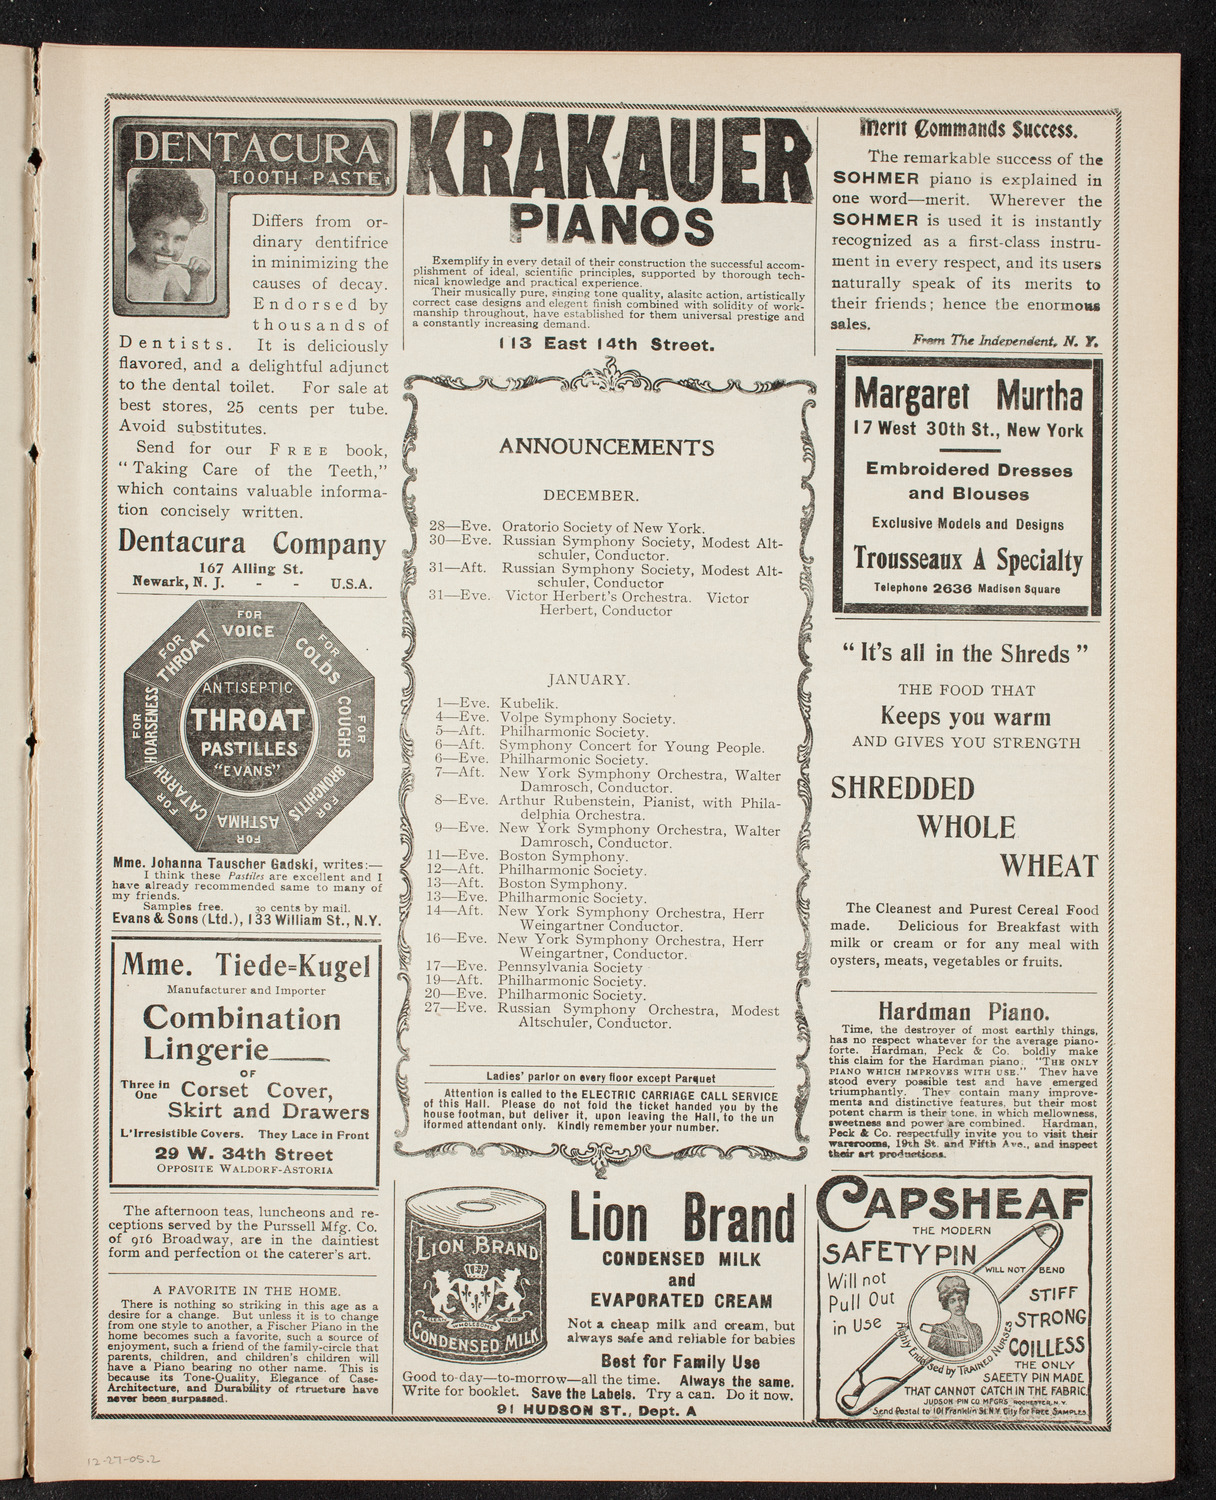 DENTACURA
TOOTH PASTE
Differs from or-
dinary dentifrice
in minimizing the
causes of decay.
Endorsed by
thousands of
Dentists. It is deliciously
flavored, and a delightful adjunct
to the dental toilet. For sale at
best stores, 25 cents per tube.
Avoid substitutes.
Send for our FREE book,
"Taking Care of the Teeth,"
which contains valuable informa-
tion concisely written.
Dentacura Company
167 Alling St.
Newark, N. J. - - U.S.A.
FOR VOICE
FOR COLDS
FOR COUGHS
FOR BRONCHITIS
FOR ASTHMA
FOR CATARRH
FOR HOARSENESS
FOR THROAT
ANTISEPTIC
THROAT
PASTILLES
"EVANS"
Mme. Johanna Tauscher Gadski, writes:—
I think these Pastiles are excellent and I
have already recommended same to many of
my friends.
Samples free. 30 cents by mail.
Evans & Sons (Ltd.), 133 William St., N.Y.
Mme. Tiede=Kugel
Manufacturer and Importer
Combination
Lingerie
OF
Three in One Corset Cover,
Skirt and Drawers
L'Irresistible Covers. They Lace in Front
29 W. 34th Street
OPPOSITE WALDORF-ASTORIA
The afternoon teas, luncheons and re-
ceptions served by the Purssell Mfg. Co.
of 916 Broadway, are in the daintiest
form and perfection of the caterer's art.
A FAVORITE IN THE HOME.
There is nothing so striking in this age as a
desire for a change. But unless it is to change
from one style to another, a Fischer Piano in the
home becomes such a favorite, such a source of
enjoyment, such a friend of the family-circle that
parents, children, and children's children will
have a Piano bearing no other name. This is
because its Tone-Quality, Elegance of Case-
Architecture, and Durability of rtructure have
never been surpassed.
KRAKAUER
PIANOS
Exemplify in every detail of their construction the successful accom-
plishment of ideal, scientific principles, supported by thorough tech-
nical knowledge and practical experience.
Their musically pure, singing tone quality, alasitc action, artistically
correct case designs and elegent finish combined with solidity of work-
manship throughout, have established for them universal prestige and
a constantly increasing demand.
113 East 14th Street.
ANNOUNCEMENTS
DECEMBER.
28—Eve. Oratorio Society of New York.
30—Eve. Russian Symphony Society, Modest Alt-
schuler, Conductor.
31—Aft. Russian Symphony Society, Modest Alt-
schuler, Conductor
31—Eve. Victor Herbert's Orchestra. Victor
Herbert, Conductor
JANUARY.
1—Eve. Kubelik.
4—Eve. Volpe Symphony Society.
5—Aft. Philharmonic Society.
6—Aft. Symphony Concert for Young People.
6—Eve. Philharmonic Society.
7—Aft. New York Symphony Orchestra, Walter
Damrosch, Conductor.
8—Eve. Arthur Rubenstein, Pianist, with Phila-
delphia Orchestra.
9—Eve. New York Symphony Orchestra, Walter
Damrosch, Conductor.
11—Eve. Boston Symphony.
12—Aft. Philharmonic Society.
13—Aft. Boston Symphony.
13—Eve. Philharmonic Society.
14—Aft. New York Symphony Orchestra, Herr
Weingartner Conductor.
16—Eve. New York Symphony Orchestra, Herr
Weingartner, Conductor.
17—Eve. Pennsylvania Society
19—Aft. Philharmonic Society.
20—Eve. Philharmonic Society.
27—Eve. Russian Symphony Orchestra, Modest
Altschuler, Conductor.
Ladies' parlor on every floor except Parquet
Attention is called to the ELECTRIC CARRIAGE CALL SERVICE
of this Hall. Please do not fold the ticket handed you by the
house footman, but deliver it, upon leaving the Hall, to the un
iformed attendant only. Kindly remember your number.
LION BRAND
CONDENSED MILK
Lion Brand
CONDENSED MILK
and
EVAPORATED CREAM
Not a cheap milk and cream, but
always safe and reliable for babies
Best for Family Use
Good to-day—to-morrow—all the time. Always the same.
Write for booklet. Save the Labels. Try a can. Do it now.
91 HUDSON ST., Dept. A
Merit Commands Success.
The remarkable success of the
SOHMER piano is explained in
one word—merit. Wherever the
SOHMER is used it is instantly
recognized as a first-class instru-
ment in every respect, and its users
naturally speak of its merits to
their friends; hence the enormous
sales.
From The Independent, N. Y.
Margaret Murtha
17 West 30th St., New York
Embroidered Dresses
and Blouses
Exclusive Models and Designs
Trousseaux A Specialty
Telephone 2636 Madison Square
"It's all in the Shreds"
THE FOOD THAT
Keeps you warm
AND GIVES YOU STRENGTH
SHREDDED
WHOLE
WHEAT
The Cleanest and Purest Cereal Food
made. Delicious for Breakfast with
milk or cream or for any meal with
oysters, meats, vegetables or fruits.
Hardman Piano.
Time, the destroyer of most earthly things,
has no respect whatever for the average piano-
forte. Hardman, Peck & Co. boldly make
this claim for the Hardman piano: "THE ONLY
PIANO WHICH IMPROVES WITH USE." They have
stood every possible test and have emerged
triumphantly. They contain many improve-
ments and distinctive features, but their most
potent charm is their tone, in which mellowness,
sweetness and power are combined. Hardman,
Peck & Co. respectfully invite you to visit their
warerooms, 19th St. and Fifth Ave., and inspect
their art productions.
CAPSHEAF
THE MODERN
SAFETY PIN
WILL NOT BEND
Will not
Pull Out
in Use
STIFF
STRONG
COILLESS
Highly Endorsed by TRAINED NURSES
THE ONLY
SAFETY PIN MADE
THAT CANNOT CATCH IN THE FABRIC.
JUDSON PIN CO MFGRS ROCHESTER, N.Y.
Send Postal to 101 Franklin St. N.Y. City for FREE SAMPLES
12-27-05.2